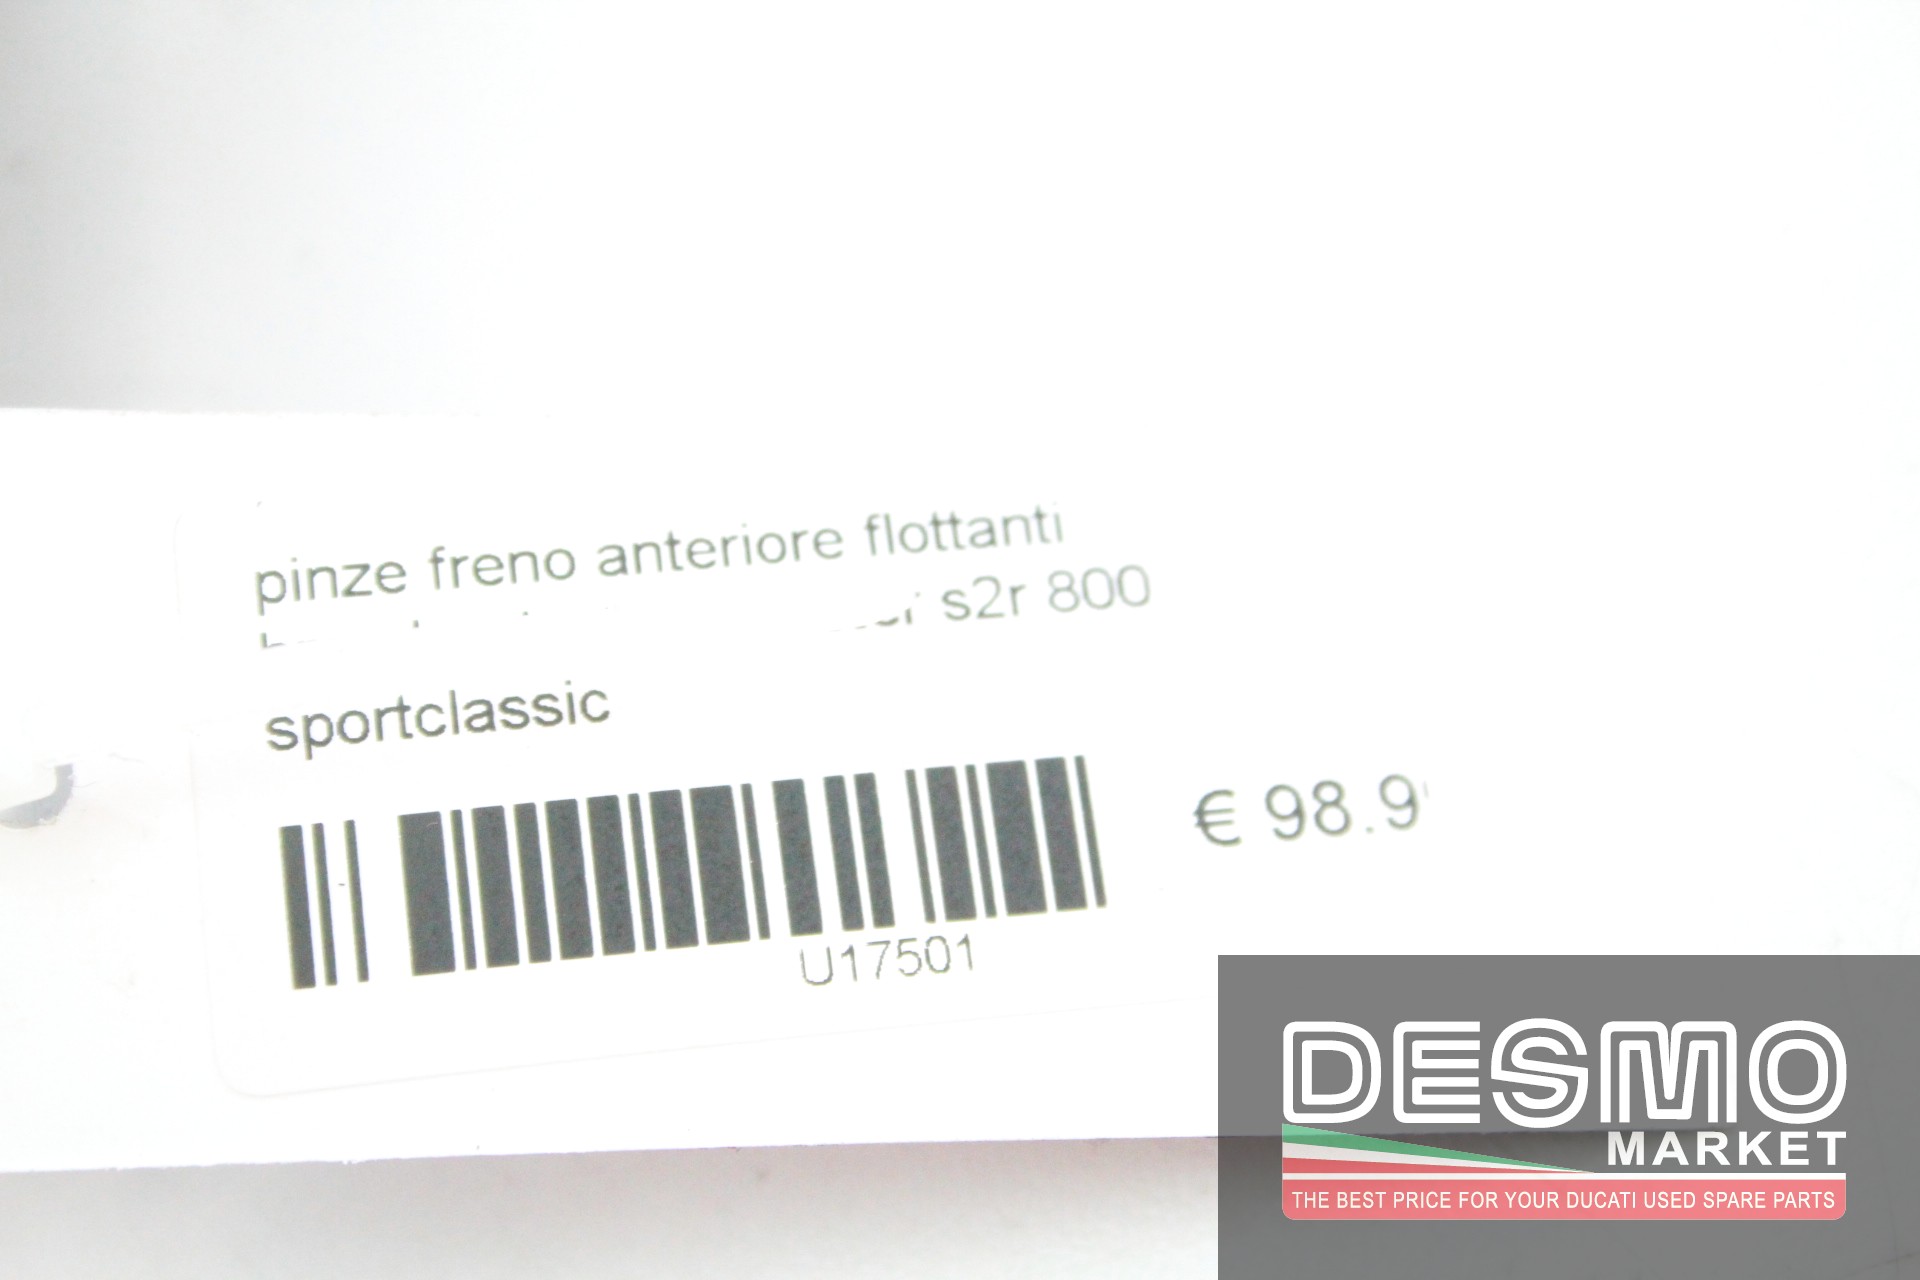 pinze freno anteriore flottanti
s2r 800
sportclassic
€ 98.9
U17501
DESMO
MARKET
THE BEST PRICE FOR YOUR DUCATI USED SPARE PARTS